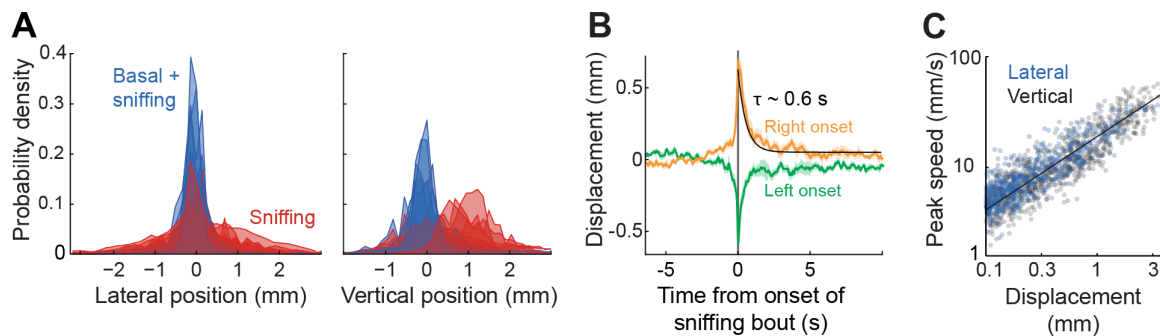 A
Probability density
0.4
0.3
0.2
0.1
0
Basal +
sniffing
Sniffing
−2
−1
0
1
2
Lateral position (mm)
−2
0
2
Vertical position (mm)
B
Displacement (mm)
0.5
0
-0.5
τ ~ 0.6 s
Right onset
Left onset
-5
0
5
Time from onset of
sniffing bout (s)
C
Peak speed (mm/s)
100
10
1
Lateral
Vertical
0.1
0.3
1
3
Displacement
(mm)